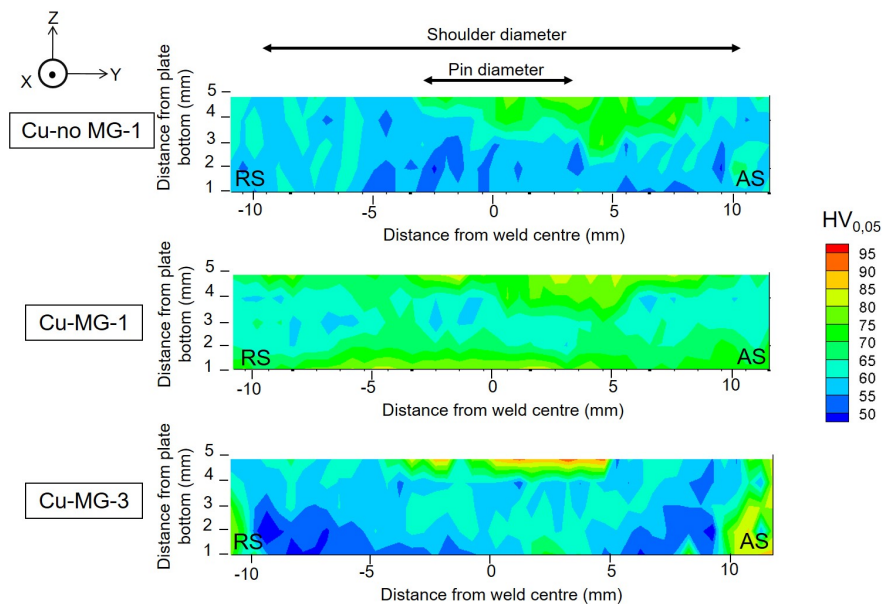 Z
X
Y
Shoulder diameter
Pin diameter
Cu-no MG-1
Distance from plate
bottom (mm)
5
4
3
2
1
RS
AS
-10 -5 0 5 10
Distance from weld centre (mm)
Cu-MG-1
Distance from plate
bottom (mm)
5
4
3
2
1
RS
AS
-10 -5 0 5 10
Distance from weld centre (mm)
Cu-MG-3
Distance from plate
bottom (mm)
5
4
3
2
1
RS
AS
-10 -5 0 5 10
Distance from weld centre (mm)
HV0,05
95
90
85
80
75
70
65
60
55
50